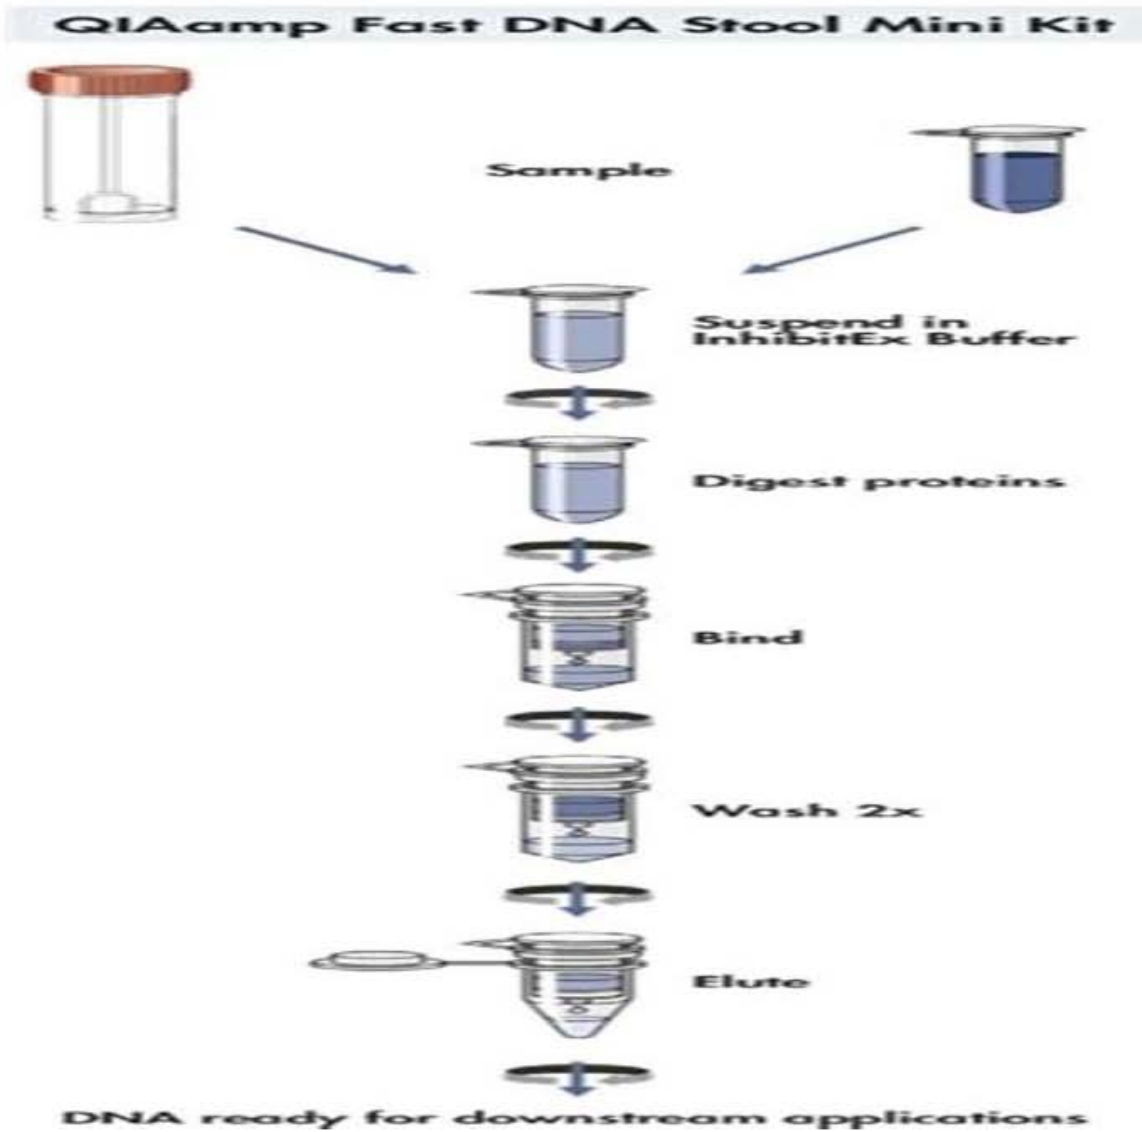 QIAamp Fast DNA Stool Mini Kit
Sample
Suspend in
InhibitEx Buffer
Digest proteins
Bind
Wash 2x
Elute
DNA ready for downstream applications